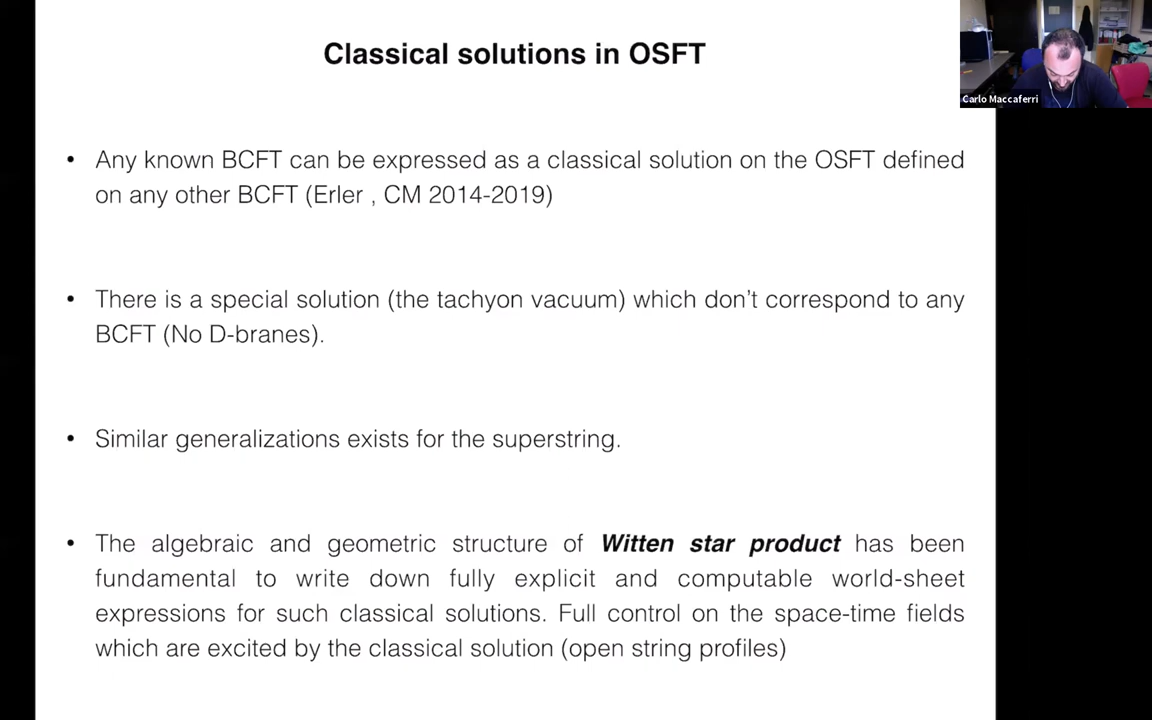 Classical solutions in OSFT
Carlo Maccaferri
• Any known BCFT can be expressed as a classical solution on the OSFT defined
on any other BCFT (Erler , CM 2014-2019)
• There is a special solution (the tachyon vacuum) which don't correspond to any
BCFT (No D-branes).
• Similar generalizations exists for the superstring.
• The algebraic and geometric structure of Witten star product has been
fundamental to write down fully explicit and computable world-sheet
expressions for such classical solutions. Full control on the space-time fields
which are excited by the classical solution (open string profiles)